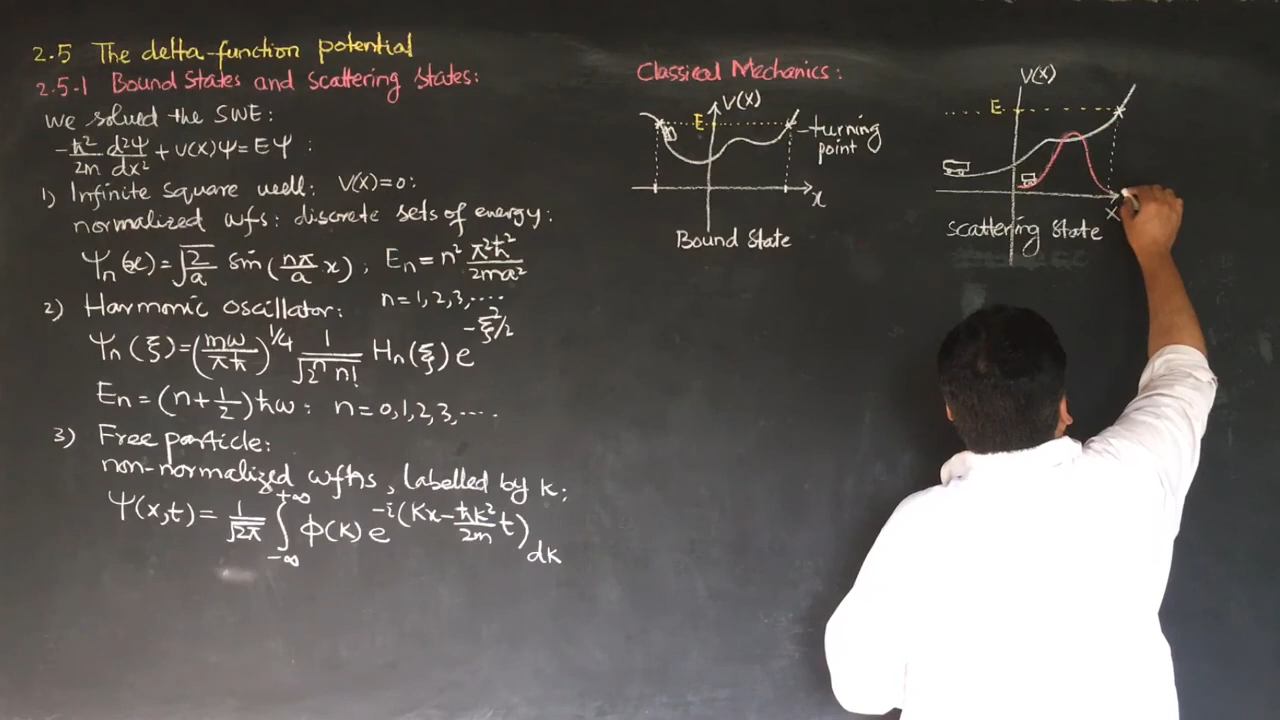 2.5 The delta-function potential
2.5.1 Bound States and Scattering States:
we solved the SWE:
-ħ²/2m d²Ψ/dx² + V(x)Ψ = EΨ :
1) Infinite Square well: V(x)=0:
normalized wfs: discrete sets of energy:
Ψn(x) = √(2/a) sin(nπ/a x) ; En = n² π²ħ²/2ma²
n = 1,2,3,....
2) Harmonic oscillator:
Ψn(ξ) = (mω/πħ)^1/4 1/√(2ⁿ n!) Hn(ξ) e^-ξ²/2
En = (n+1/2)ħω : n = 0,1,2,3,....
3) Free particle:
non-normalized wfns, labelled by k;
Ψ(x,t) = 1/√2π ∫_-∞^+∞ Φ(k) e^-i(kx - ħk²/2m t) dk
Classical Mechanics:
V(x)
E
turning point
x
Bound State
V(X)
E
X
Scattering State